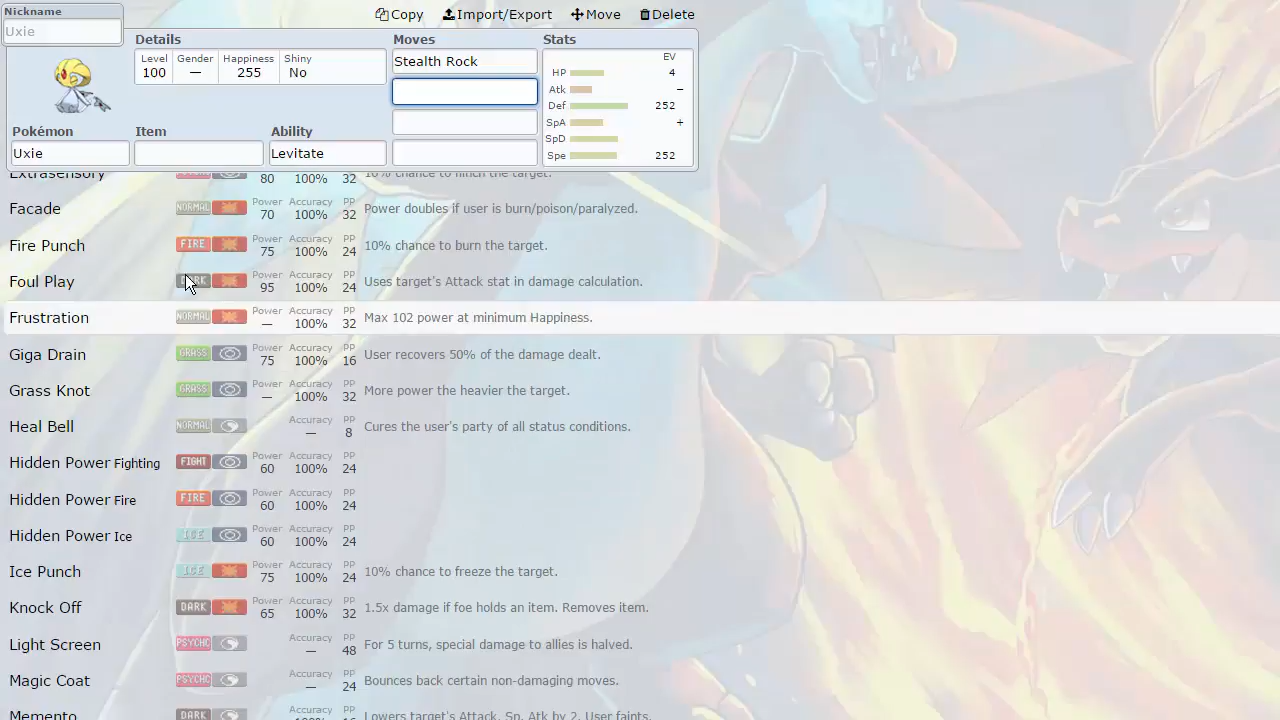 Nickname
Uxie
Copy Import/Export Move Delete
Details Moves Stats
Level Gender Happiness Shiny
100 — 255 No
Stealth Rock
EV
HP 4
Atk −
Def 252
SpA +
SpD
Spe 252
Pokémon Item Ability
Uxie Levitate
Extrasensory 80 100% 32 10% chance to flinch the target.
Facade NORMAL Power 70 Accuracy 100% PP 32 Power doubles if user is burn/poison/paralyzed.
Fire Punch FIRE Power 75 Accuracy 100% PP 24 10% chance to burn the target.
Foul Play DARK Power 95 Accuracy 100% PP 24 Uses target's Attack stat in damage calculation.
Frustration NORMAL Power — Accuracy 100% PP 32 Max 102 power at minimum Happiness.
Giga Drain GRASS Power 75 Accuracy 100% PP 16 User recovers 50% of the damage dealt.
Grass Knot GRASS Power — Accuracy 100% PP 32 More power the heavier the target.
Heal Bell NORMAL Accuracy — PP 8 Cures the user's party of all status conditions.
Hidden Power Fighting FIGHT Power 60 Accuracy 100% PP 24
Hidden Power Fire FIRE Power 60 Accuracy 100% PP 24
Hidden Power Ice ICE Power 60 Accuracy 100% PP 24
Ice Punch ICE Power 75 Accuracy 100% PP 24 10% chance to freeze the target.
Knock Off DARK Power 65 Accuracy 100% PP 32 1.5x damage if foe holds an item. Removes item.
Light Screen PSYCHC Accuracy — PP 48 For 5 turns, special damage to allies is halved.
Magic Coat PSYCHC Accuracy — PP 24 Bounces back certain non-damaging moves.
Memento DARK Accuracy PP Lowers target's Attack, Sp. Atk by 2. User faints.